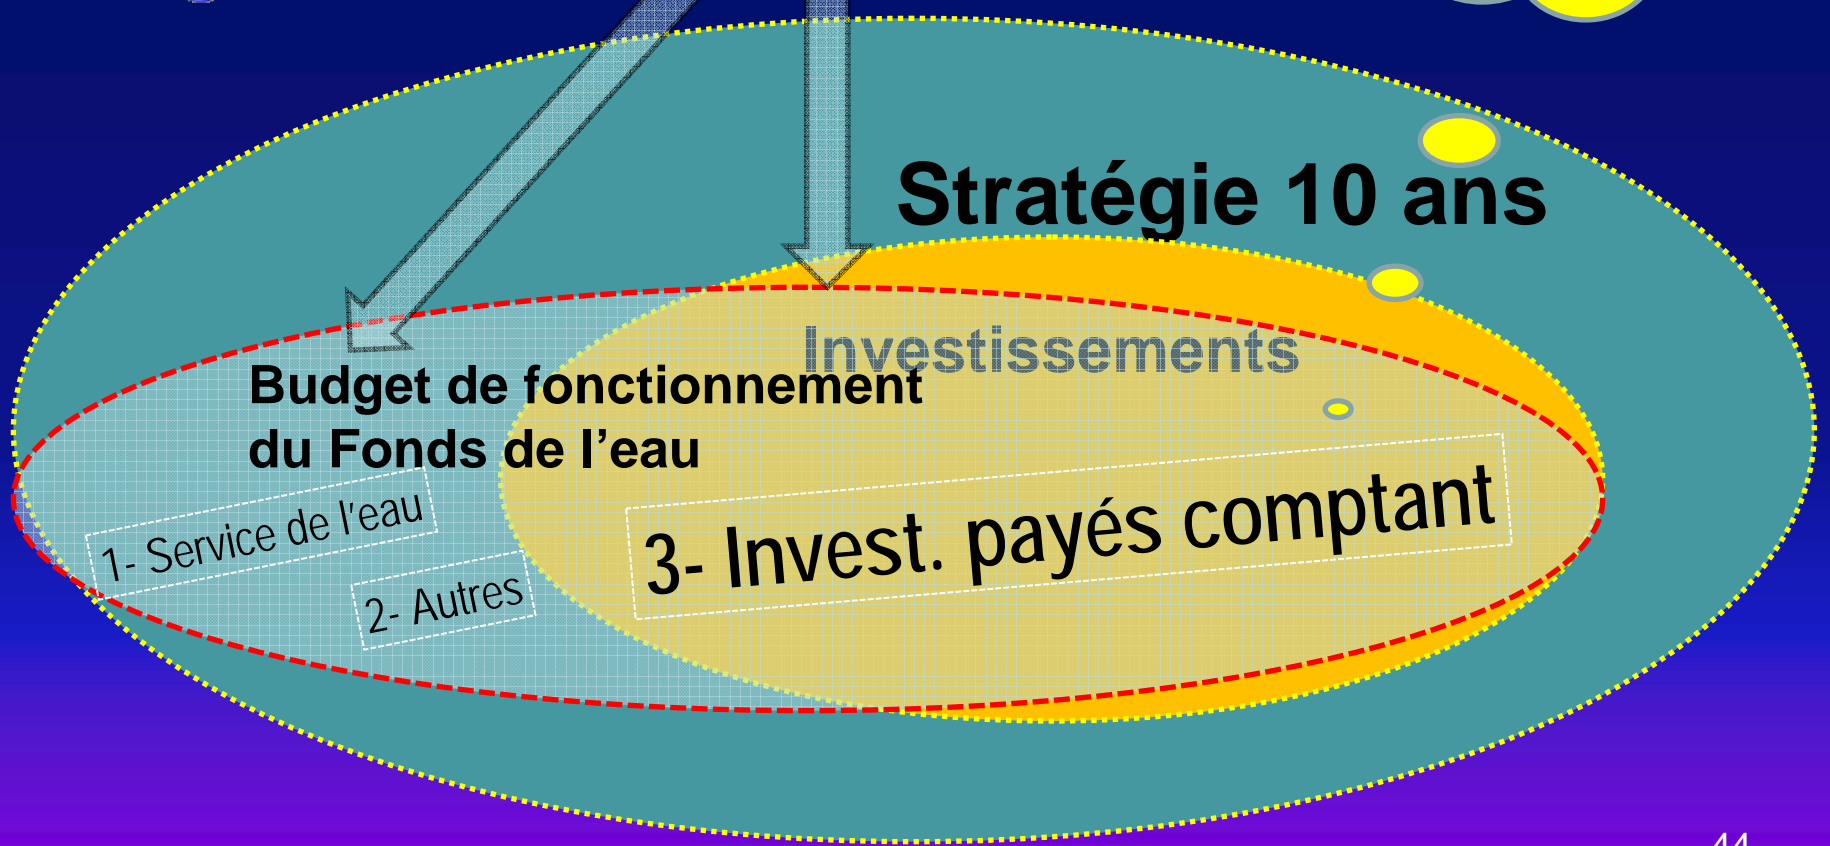 Stratégie 10 ans
Investissements
Budget de fonctionnement
du Fonds de l’eau
1- Service de l’eau
2- Autres
3- Invest. payés comptant
44